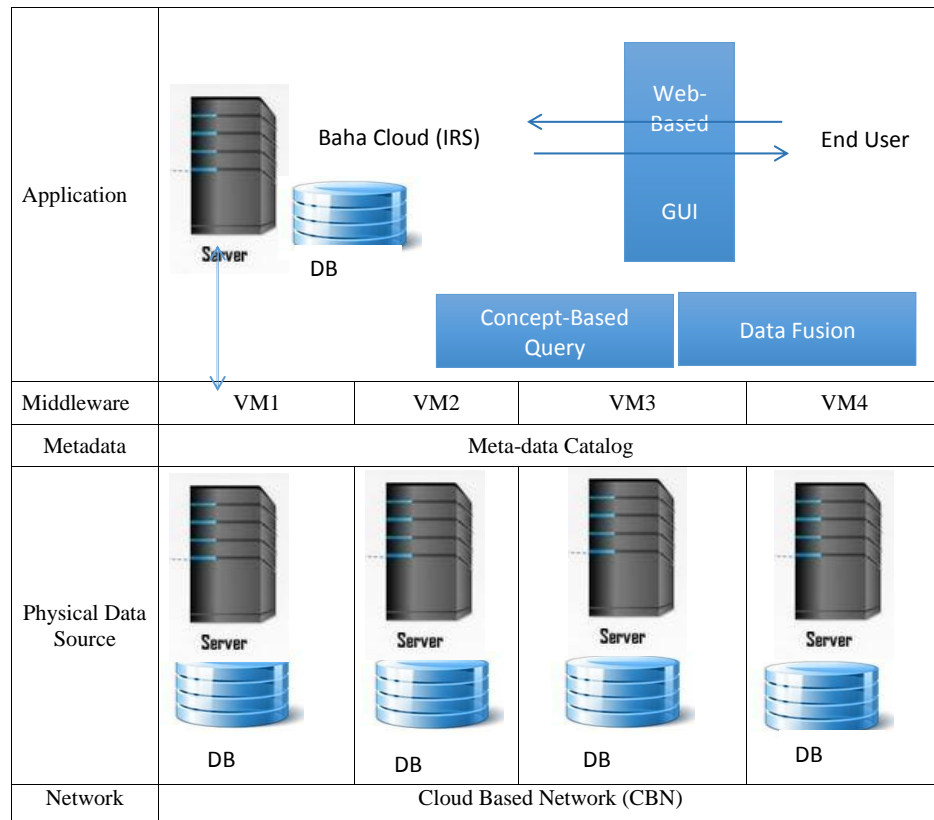 Application
Web-
Based
GUI
Baha Cloud (IRS)
End User
Server
DB
Concept-Based
Query
Data Fusion
Middleware
VM1
VM2
VM3
VM4
Metadata
Meta-data Catalog
Physical Data
Source
Server
Server
Server
Server
DB
DB
DB
DB
Network
Cloud Based Network (CBN)